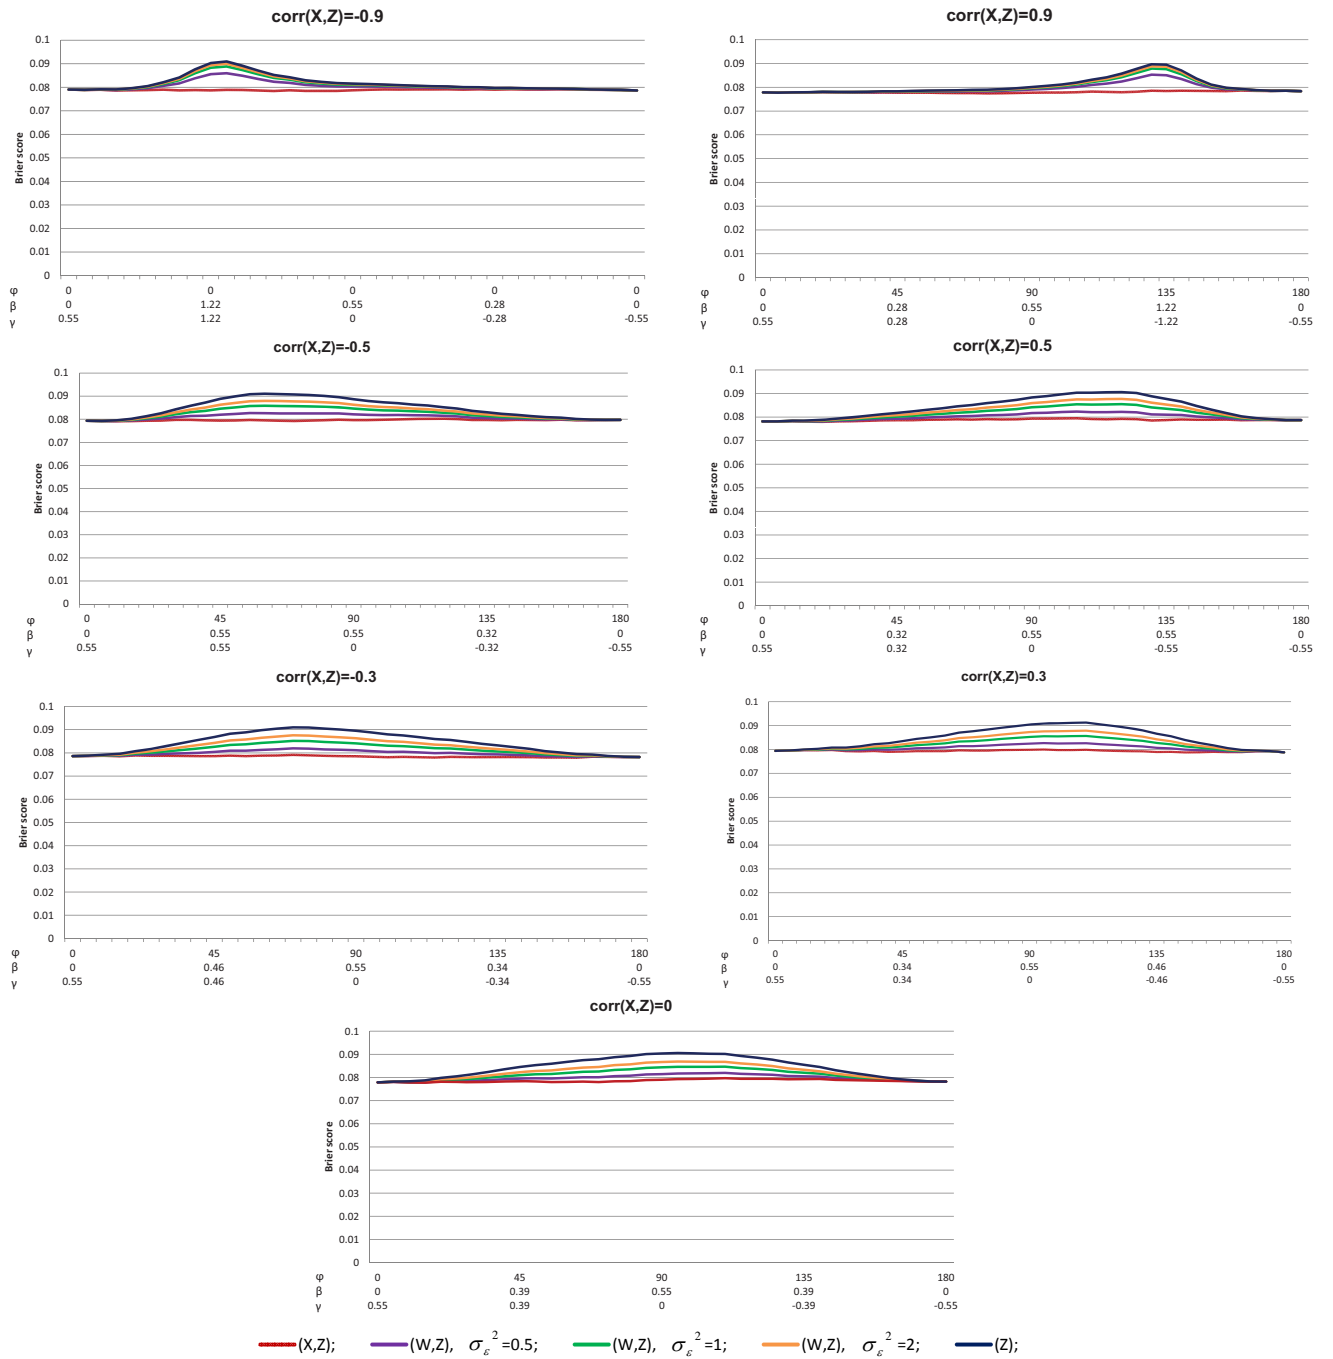 corr(X,Z)=-0.9
0.1
0.09
0.08
0.07
0.06
0.05
0.04
0.03
0.02
0.01
0
Brier score
φ 0 0 0 0 0
β 0 1.22 0.55 0.28 0
γ 0.55 1.22 0 -0.28 -0.55
corr(X,Z)=0.9
0.1
0.09
0.08
0.07
0.06
0.05
0.04
0.03
0.02
0.01
0
Brier score
φ 0 45 90 135 180
β 0 0.28 0.55 1.22 0
γ 0.55 0.28 0 -1.22 -0.55
corr(X,Z)=-0.5
0.1
0.09
0.08
0.07
0.06
0.05
0.04
0.03
0.02
0.01
0
Brier score
φ 0 45 90 135 180
β 0 0.55 0.55 0.32 0
γ 0.55 0.55 0 -0.32 -0.55
corr(X,Z)=0.5
0.1
0.09
0.08
0.07
0.06
0.05
0.04
0.03
0.02
0.01
0
Brier score
φ 0 45 90 135 180
β 0 0.32 0.55 0.55 0
γ 0.55 0.32 0 -0.55 -0.55
corr(X,Z)=-0.3
0.1
0.09
0.08
0.07
0.06
0.05
0.04
0.03
0.02
0.01
0
Brier score
φ 0 45 90 135 180
β 0 0.46 0.55 0.34 0
γ 0.55 0.46 0 -0.34 -0.55
corr(X,Z)=0.3
0.1
0.09
0.08
0.07
0.06
0.05
0.04
0.03
0.02
0.01
0
Brier score
φ 0 45 90 135 180
β 0 0.34 0.55 0.46 0
γ 0.55 0.34 0 -0.46 -0.55
corr(X,Z)=0
0.1
0.09
0.08
0.07
0.06
0.05
0.04
0.03
0.02
0.01
0
Brier score
φ 0 45 90 135 180
β 0 0.39 0.55 0.39 0
γ 0.55 0.39 0 -0.39 -0.55
(X,Z); (W,Z), σε²=0.5; (W,Z), σε²=1; (W,Z), σε²=2; (Z);